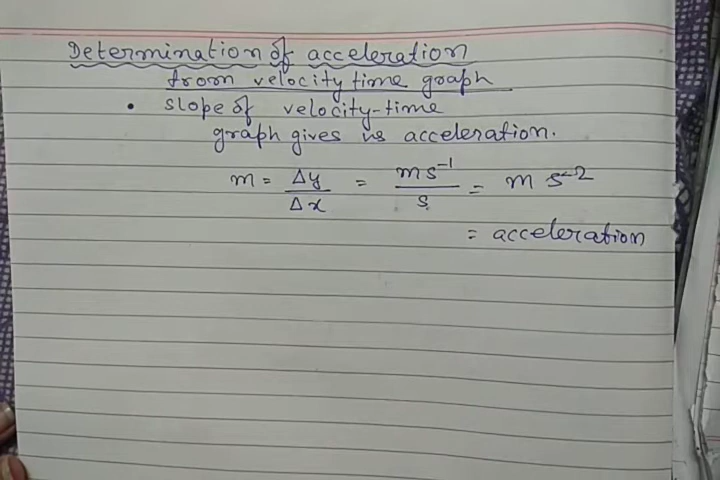 Determination of acceleration
from velocity time graph
• slope of velocity-time
graph gives us acceleration.
m = Δy/Δx = ms⁻¹/s = m s⁻²
= acceleration